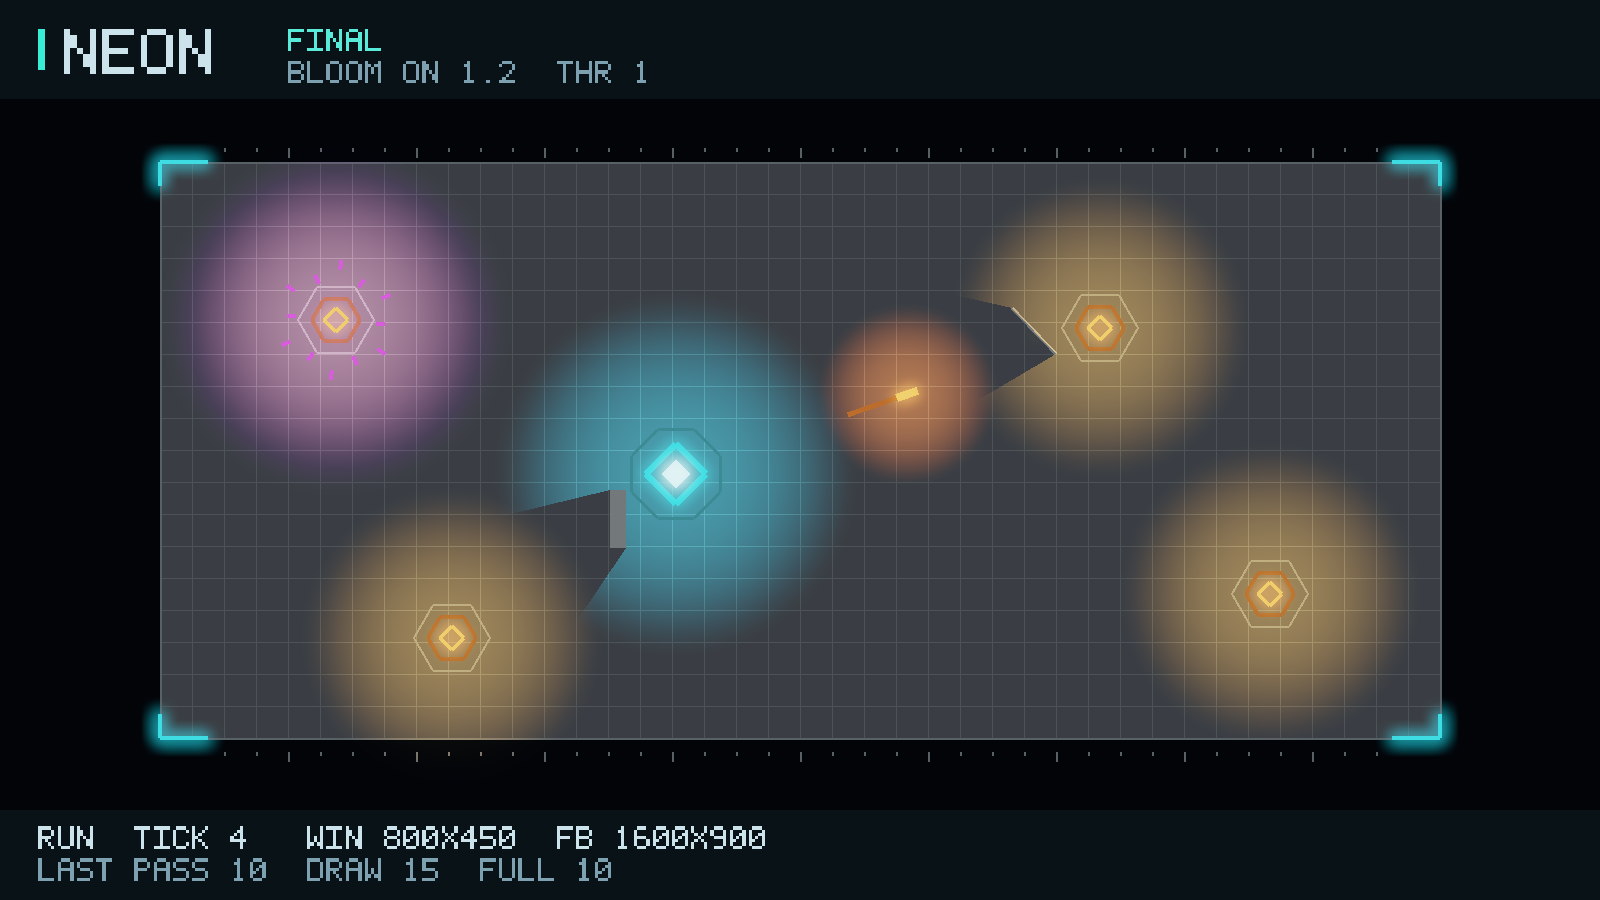 NEON
FINAL
BLOOM ON 1.2  THR 1
RUN  TICK 4   WIN 800X450  FB 1600X900
LAST PASS 10  DRAW 15  FULL 10